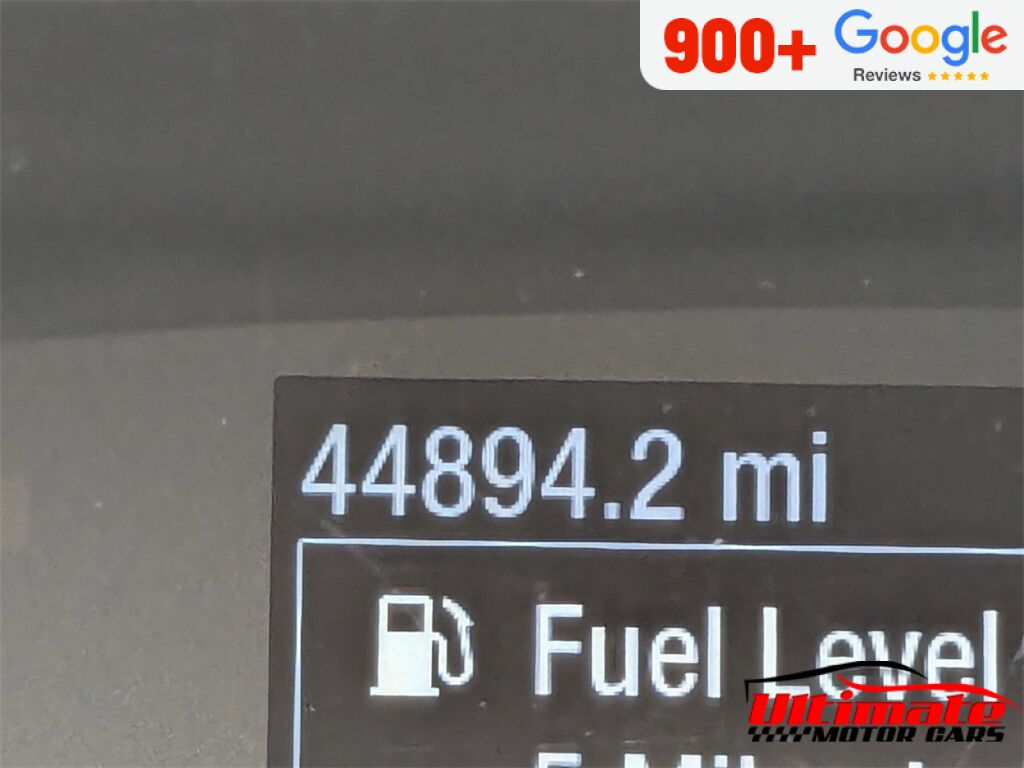 900+ Google
Reviews
44894.2 mi
Fuel Level
Ultimate
MOTOR CARS